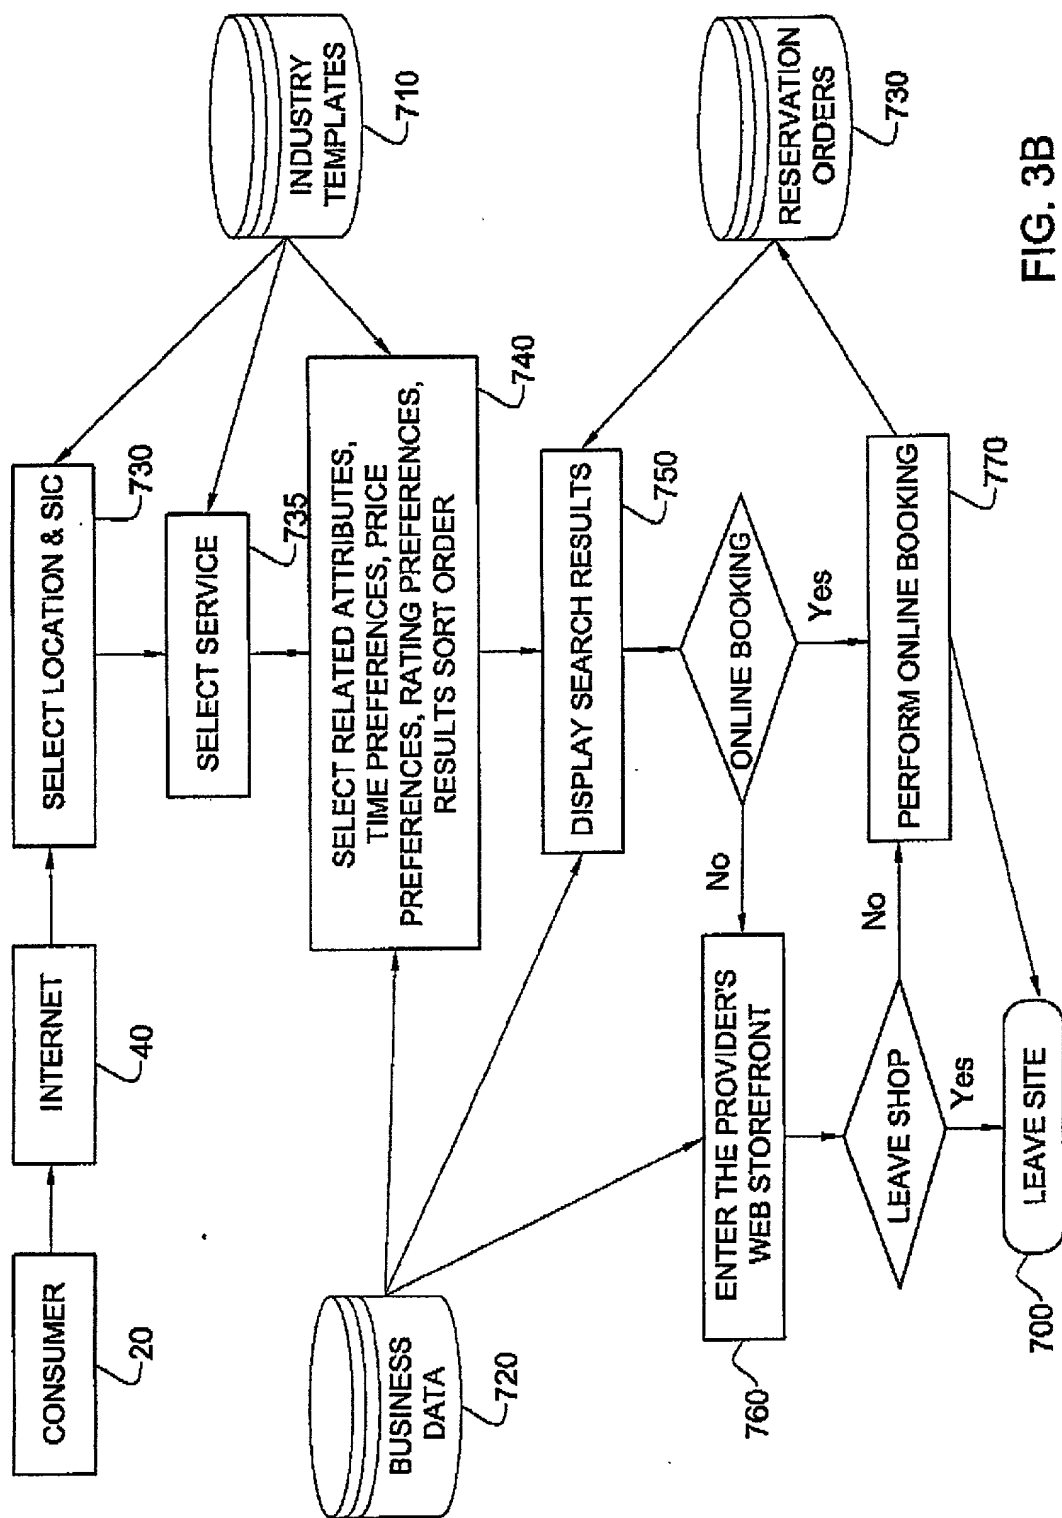 CONSUMER
20
INTERNET
40
SELECT LOCATION & SIC
730
INDUSTRY
TEMPLATES
710
SELECT SERVICE
735
SELECT RELATED ATTRIBUTES,
TIME PREFERENCES, PRICE
PREFERENCES, RATING PREFERENCES,
RESULTS SORT ORDER
740
BUSINESS
DATA
720
DISPLAY SEARCH RESULTS
750
RESERVATION
ORDERS
730
ONLINE BOOKING
No
Yes
ENTER THE PROVIDER'S
WEB STOREFRONT
760
LEAVE SHOP
No
Yes
PERFORM ONLINE BOOKING
770
LEAVE SITE
700
FIG. 3B